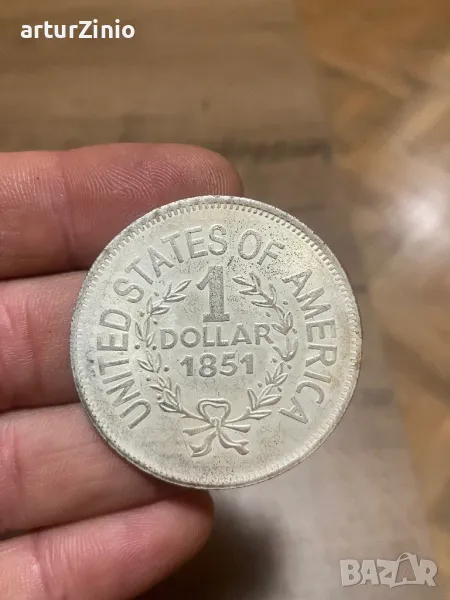 arturZinio
UNITED STATES OF AMERICA
1
DOLLAR
1851
BAZAR